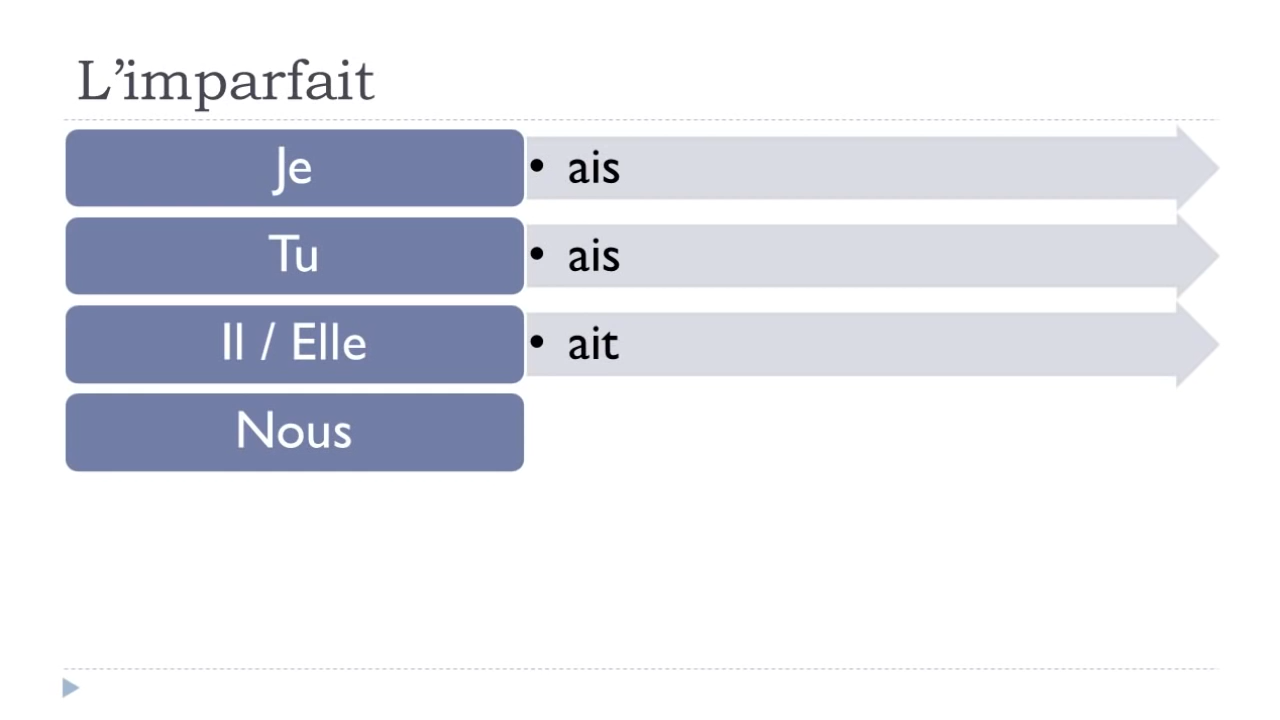 L’imparfait
Je • ais
Tu • ais
Il / Elle • ait
Nous